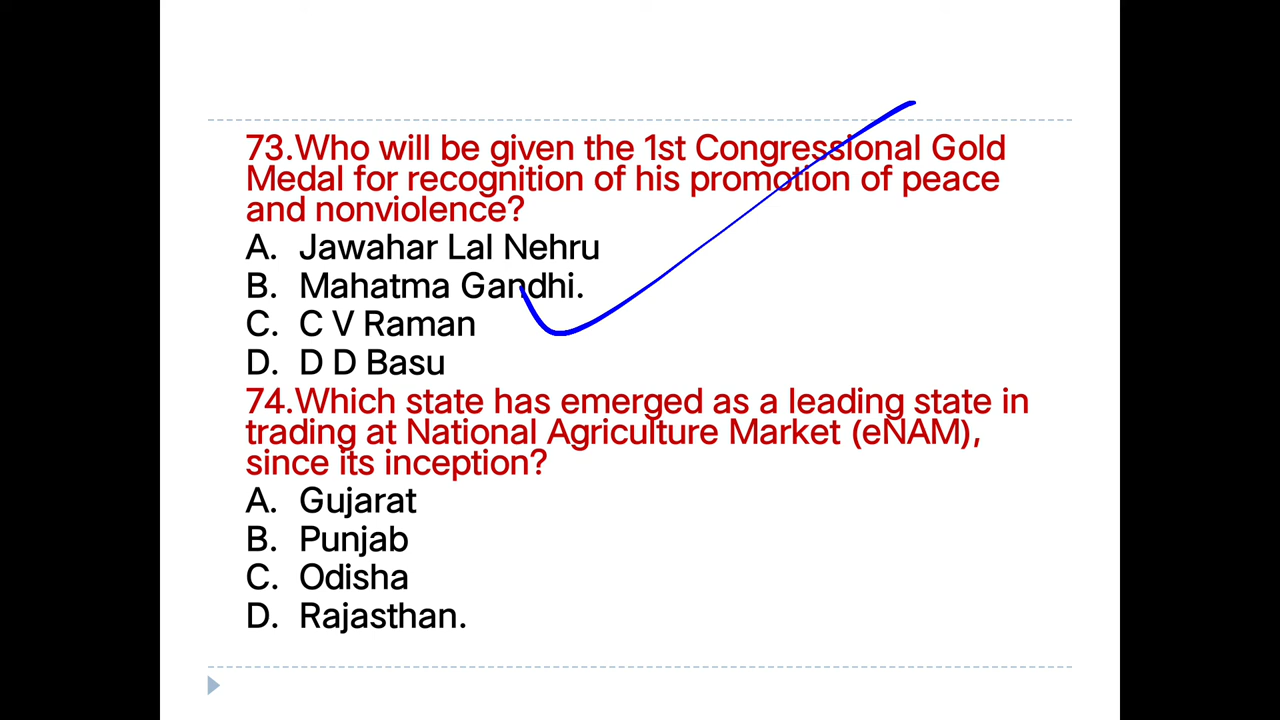 73.Who will be given the 1st Congressional Gold
Medal for recognition of his promotion of peace
and nonviolence?
A. Jawahar Lal Nehru
B. Mahatma Gandhi.
C. C V Raman
D. D D Basu
74.Which state has emerged as a leading state in
trading at National Agriculture Market (eNAM),
since its inception?
A. Gujarat
B. Punjab
C. Odisha
D. Rajasthan.